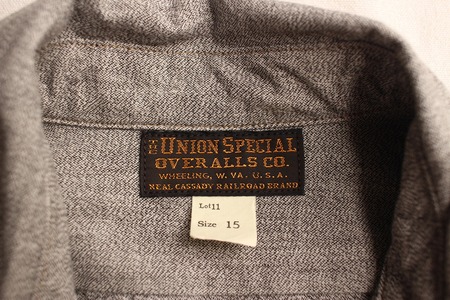 THE UNION SPECIAL
OVERALLS CO.
WHEELING, W. VA. U.S.A.
NEAL CASSADY RAILROAD BRAND
Lot11
Size 15